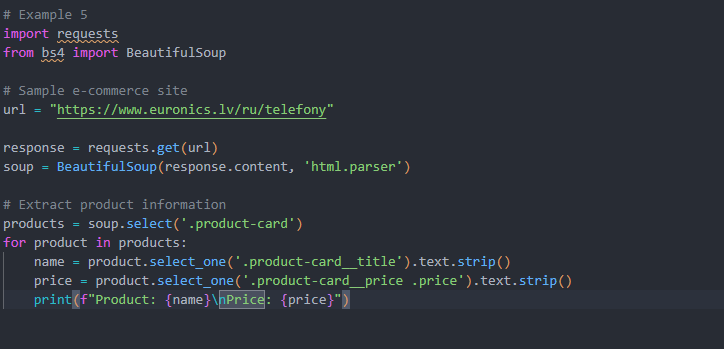 # Example 5
import requests
from bs4 import BeautifulSoup
# Sample e-commerce site
url = "https://www.euronics.lv/ru/telefony"
response = requests.get(url)
soup = BeautifulSoup(response.content, 'html.parser')
# Extract product information
products = soup.select('.product-card')
for product in products:
    name = product.select_one('.product-card__title').text.strip()
    price = product.select_one('.product-card__price .price').text.strip()
    print(f"Product: {name}\nPrice: {price}")